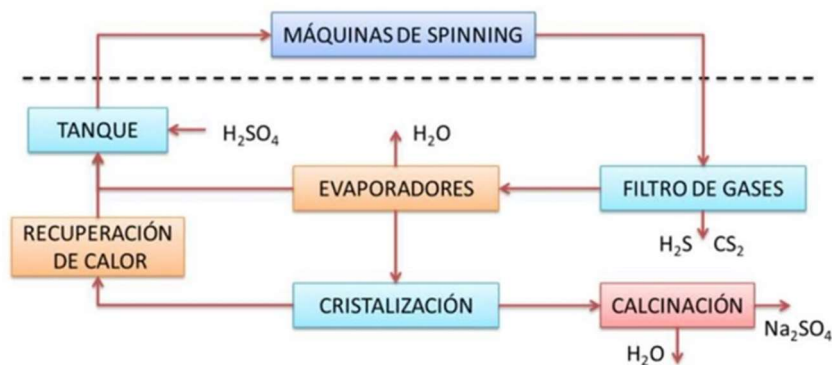 MÁQUINAS DE SPINNING
TANQUE
H₂SO₄
H₂O
EVAPORADORES
FILTRO DE GASES
RECUPERACIÓN
DE CALOR
H₂S CS₂
CRISTALIZACIÓN
CALCINACIÓN
Na₂SO₄
H₂O